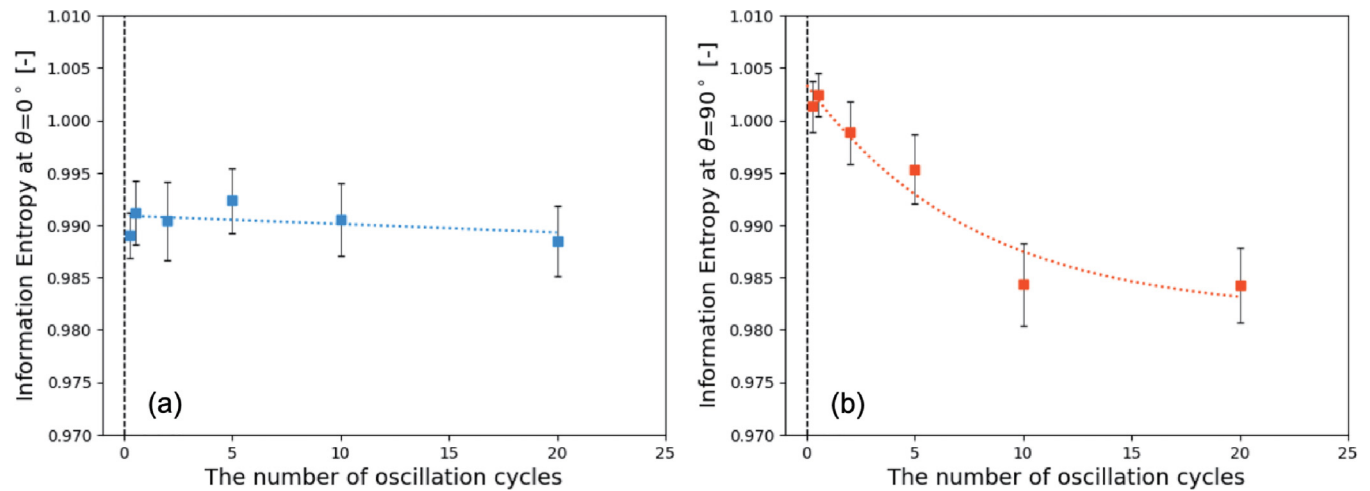 Information Entropy at θ=0° [-]
1.010
1.005
1.000
0.995
0.990
0.985
0.980
0.975
0.970
(a)
0 5 10 15 20 25
The number of oscillation cycles
Information Entropy at θ=90° [-]
1.010
1.005
1.000
0.995
0.990
0.985
0.980
0.975
0.970
(b)
0 5 10 15 20 25
The number of oscillation cycles